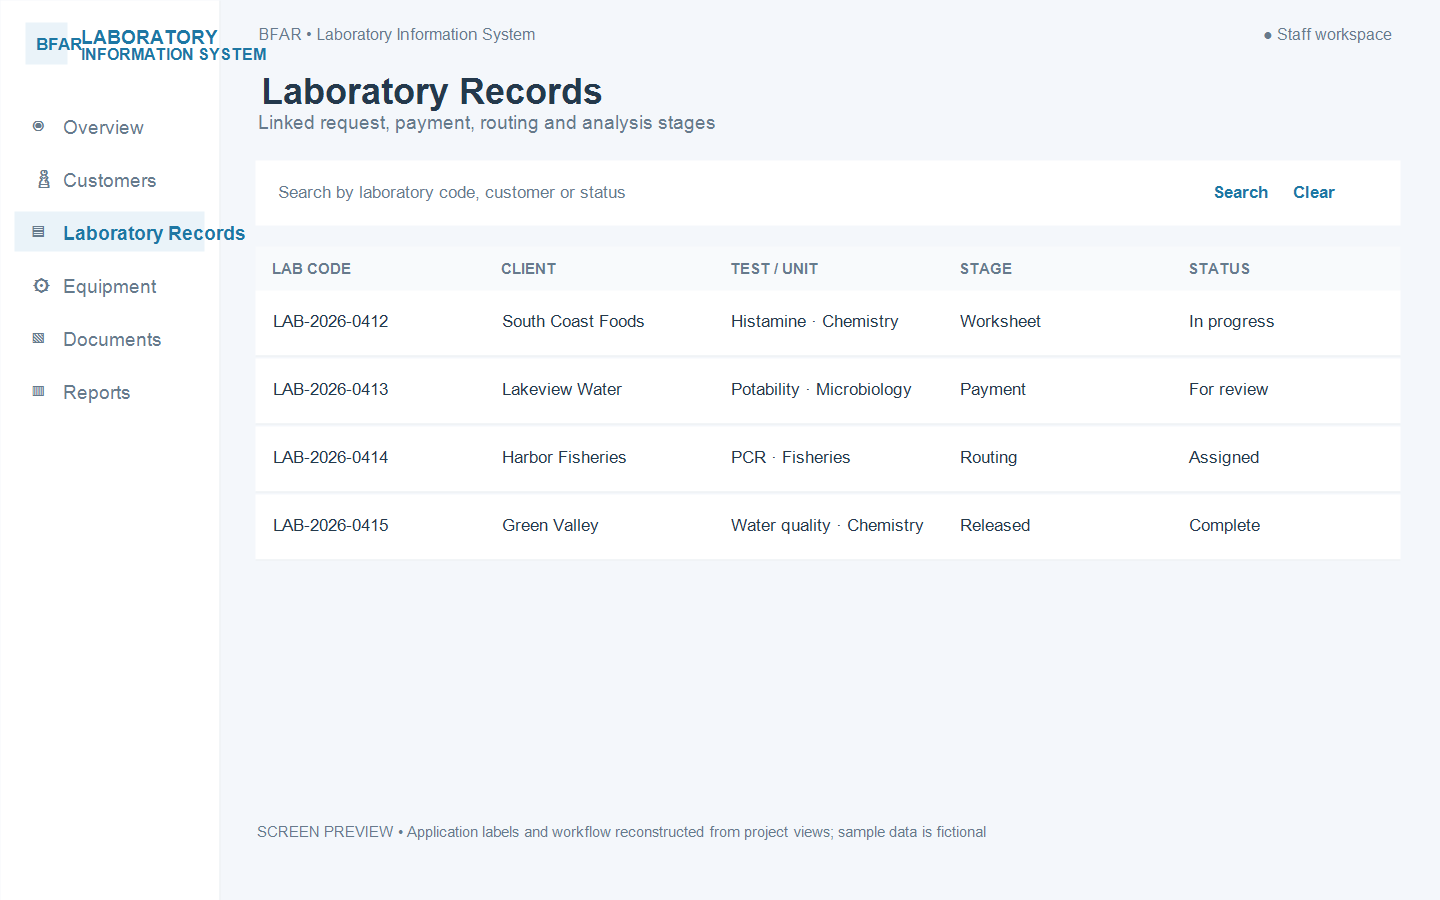 BFAR
LABORATORY
INFORMATION SYSTEM
Overview
Customers
Laboratory Records
Equipment
Documents
Reports
BFAR • Laboratory Information System
● Staff workspace
Laboratory Records
Linked request, payment, routing and analysis stages
Search by laboratory code, customer or status
Search
Clear
LAB CODE CLIENT TEST / UNIT STAGE STATUS
LAB-2026-0412 South Coast Foods Histamine · Chemistry Worksheet In progress
LAB-2026-0413 Lakeview Water Potability · Microbiology Payment For review
LAB-2026-0414 Harbor Fisheries PCR · Fisheries Routing Assigned
LAB-2026-0415 Green Valley Water quality · Chemistry Released Complete
SCREEN PREVIEW • Application labels and workflow reconstructed from project views; sample data is fictional